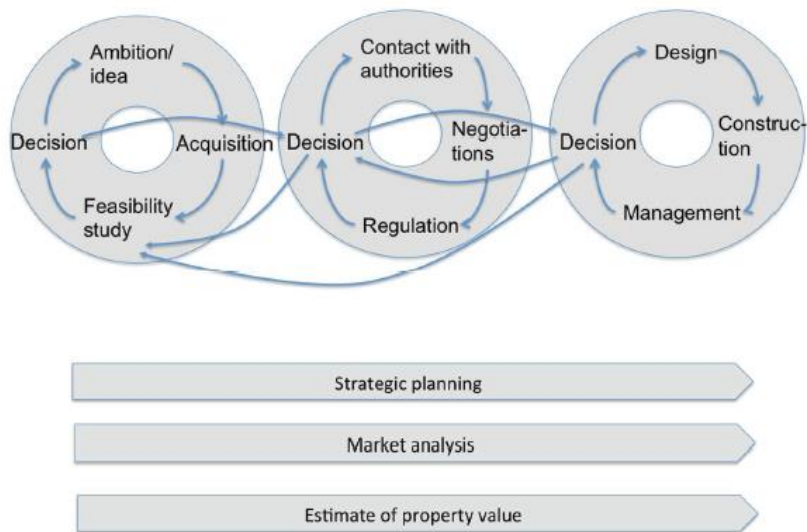 Ambition/
idea
Decision
Acquisition
Feasibility
study
Contact with
authorities
Decision
Negotia-
tions
Regulation
Design
Decision
Construc-
tion
Management
Strategic planning
Market analysis
Estimate of property value